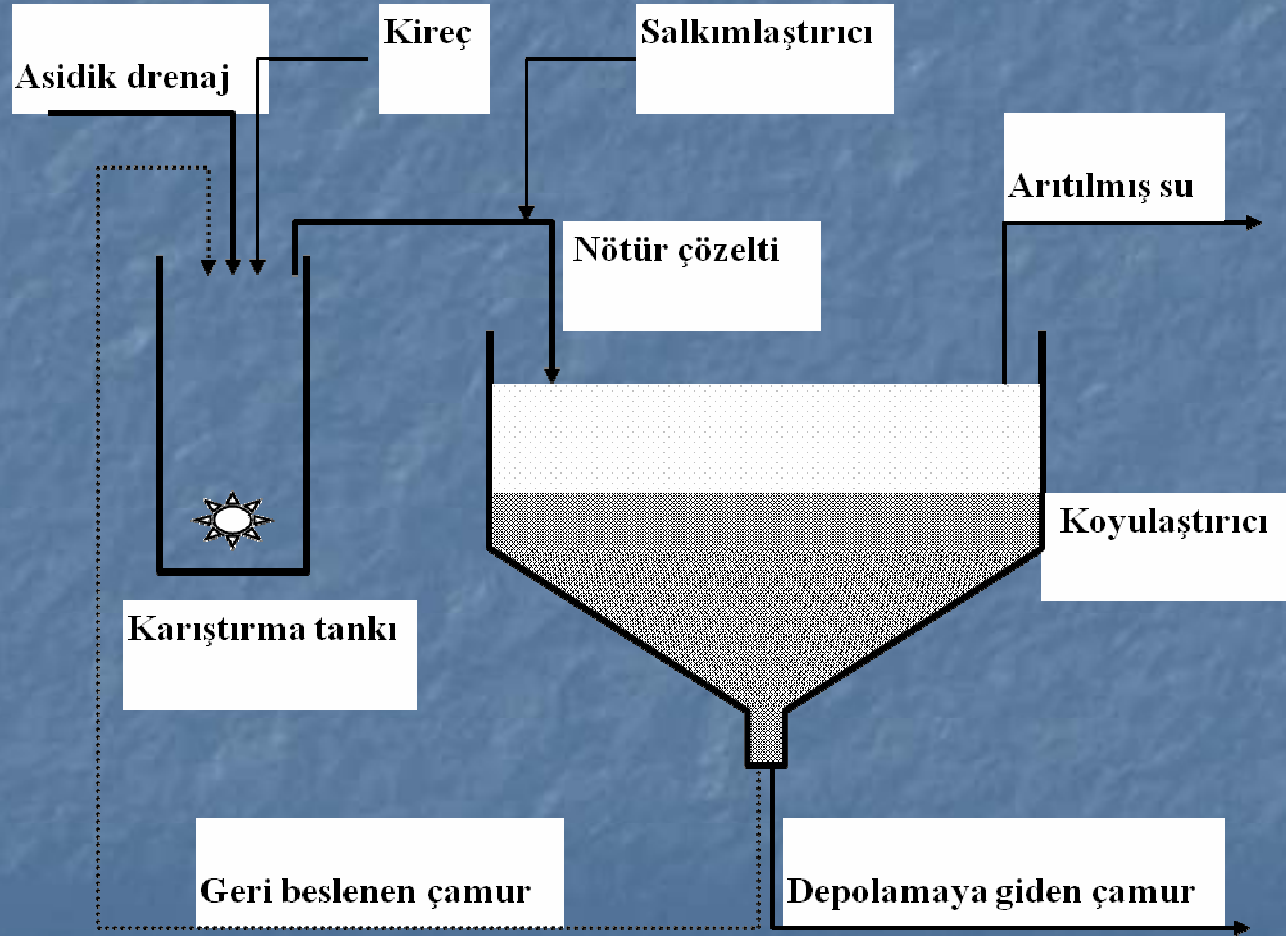 Asidik drenaj
Kireç
Salkımlaştırıcı
Arıtılmış su
Nötür çözelti
Koyulaştırıcı
Karıştırma tankı
Geri beslenen çamur
Depolamaya giden çamur